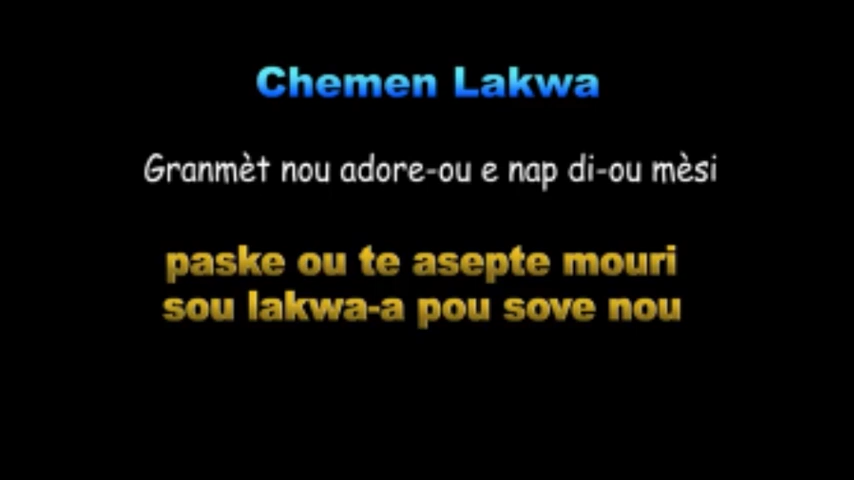 Chemen Lakwa
Granmèt nou adore-ou e nap di-ou mèsi
paske ou te asepte mouri
sou lakwa-a pou sove nou